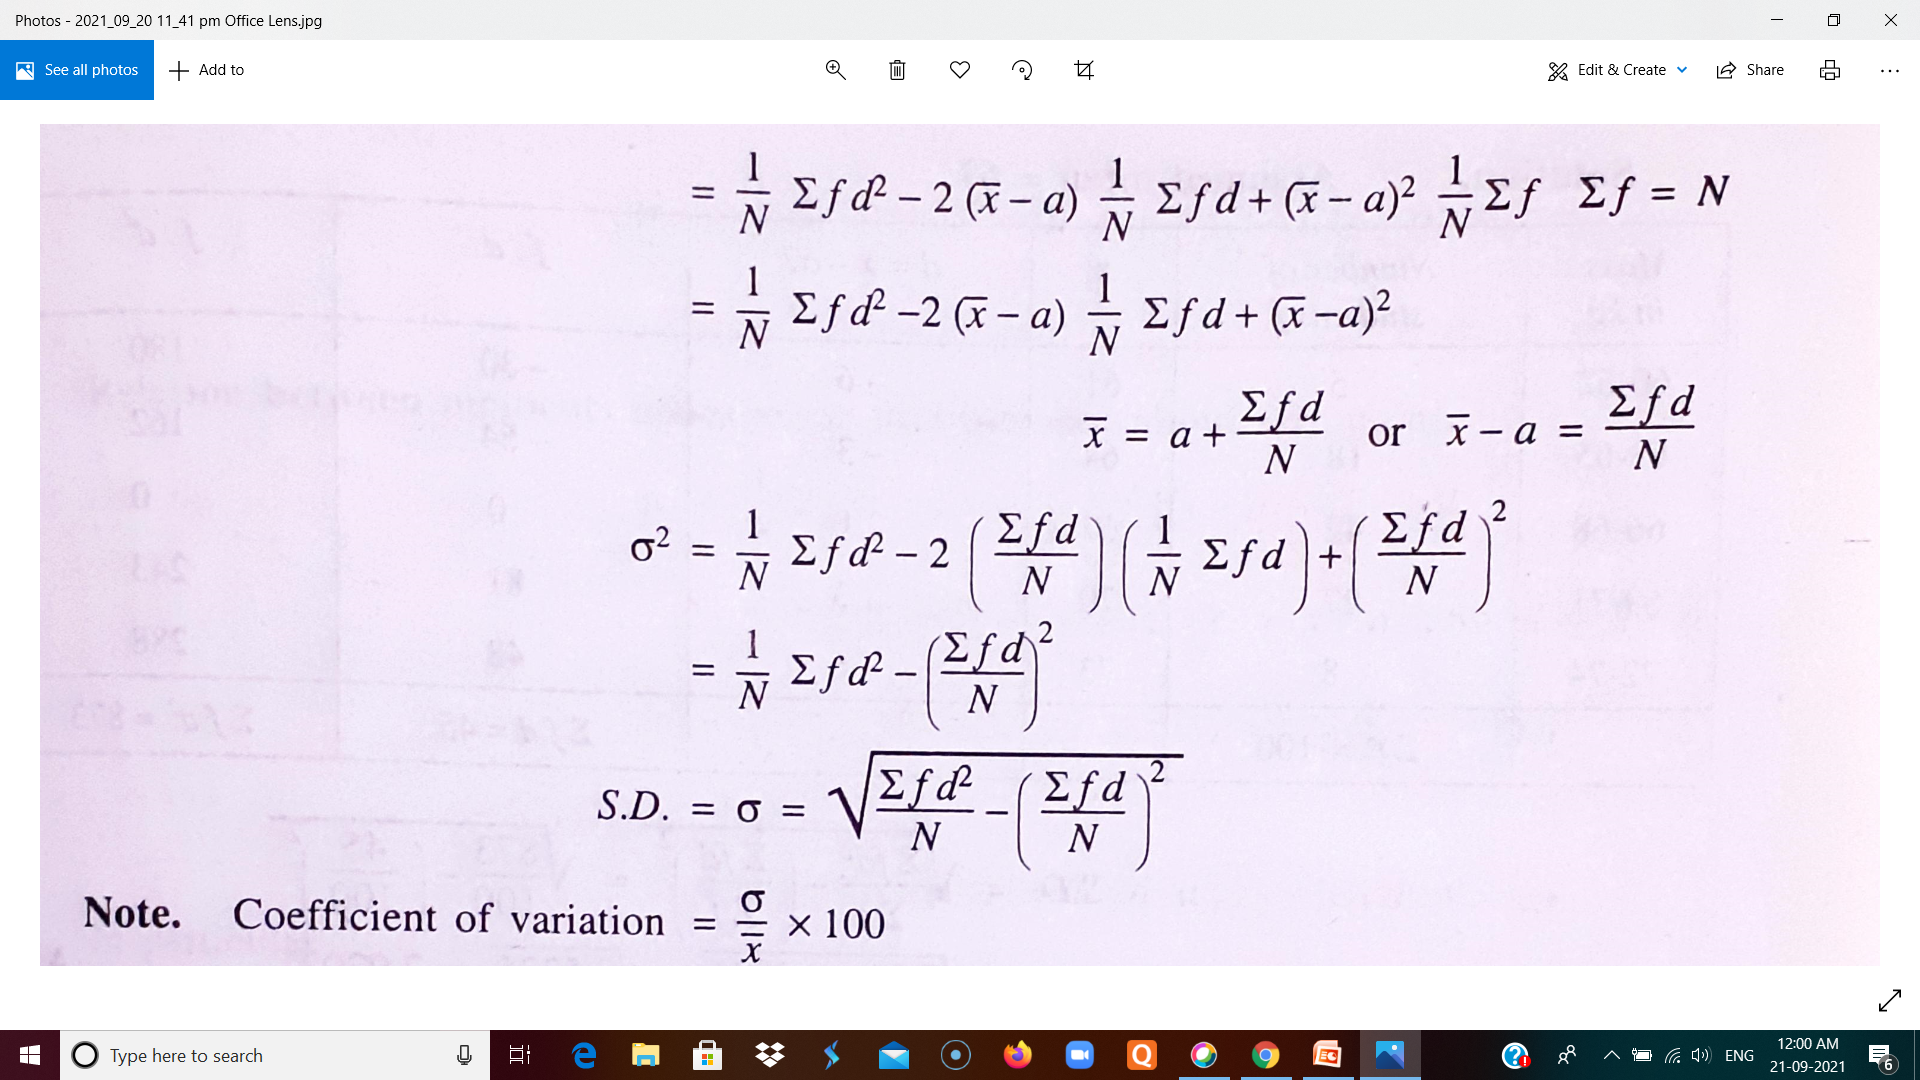 Photos - 2021_09_20 11_41 pm Office Lens.jpg
See all photos
Add to
Edit & Create
Share
= 1/N Σfd² – 2 (x̄ – a) 1/N Σfd + (x̄ – a)² 1/N Σf Σf = N
= 1/N Σfd² –2 (x̄ – a) 1/N Σfd + (x̄ –a)²
x̄ = a + Σfd/N or x̄ – a = Σfd/N
σ² = 1/N Σfd² – 2 (Σfd/N) (1/N Σfd) + (Σfd/N)²
= 1/N Σfd² – (Σfd/N)²
S.D. = σ = √(Σfd²/N – (Σfd/N)²)
Note. Coefficient of variation = σ/x̄ × 100
Type here to search
ENG
12:00 AM
21-09-2021
6